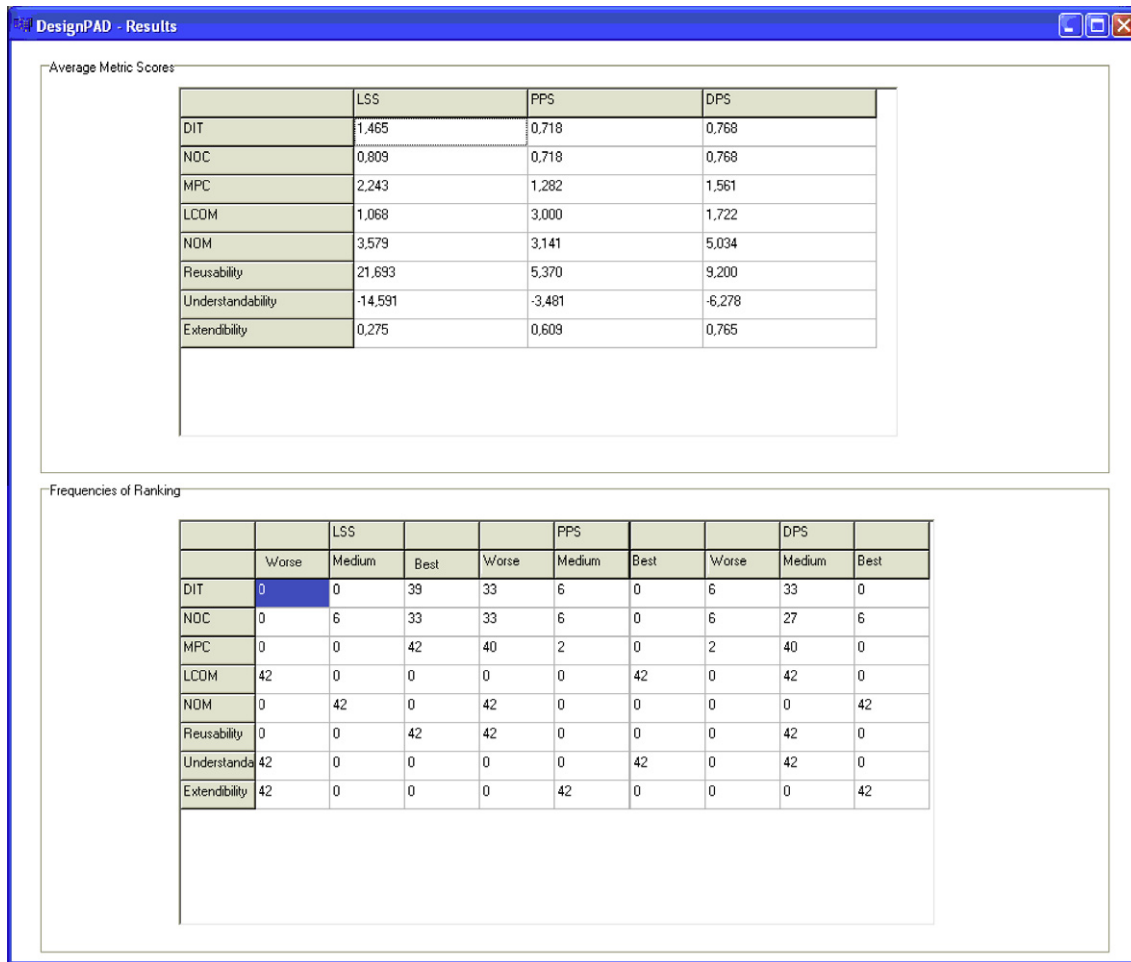 DesignPAD - Results
Average Metric Scores
LSS PPS DPS
DIT 1,465 0,718 0,768
NOC 0,809 0,718 0,768
MPC 2,243 1,282 1,561
LCOM 1,068 3,000 1,722
NOM 3,579 3,141 5,034
Reusability 21,693 5,370 9,200
Understandability -14,591 -3,481 -6,278
Extendibility 0,275 0,609 0,765
Frequencies of Ranking
LSS PPS DPS
Worse Medium Best Worse Medium Best Worse Medium Best
DIT 0 0 39 33 6 0 6 33 0
NOC 0 6 33 33 6 0 6 27 6
MPC 0 0 42 40 2 0 2 40 0
LCOM 42 0 0 0 0 42 0 42 0
NOM 0 42 0 42 0 0 0 0 42
Reusability 0 0 42 42 0 0 0 42 0
Understanda 42 0 0 0 0 42 0 42 0
Extendibility 42 0 0 0 42 0 0 0 42